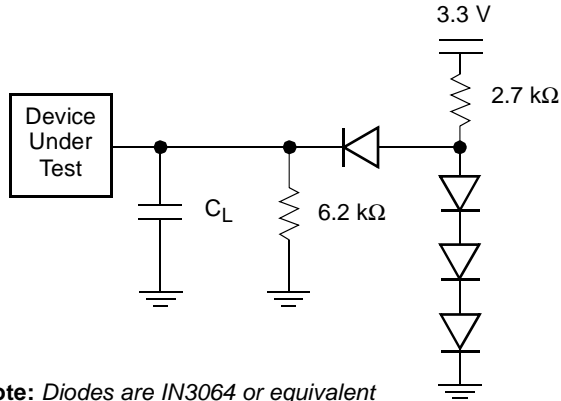 3.3 V
2.7 kΩ
Device
Under
Test
CL
6.2 kΩ
ote: Diodes are IN3064 or equivalent